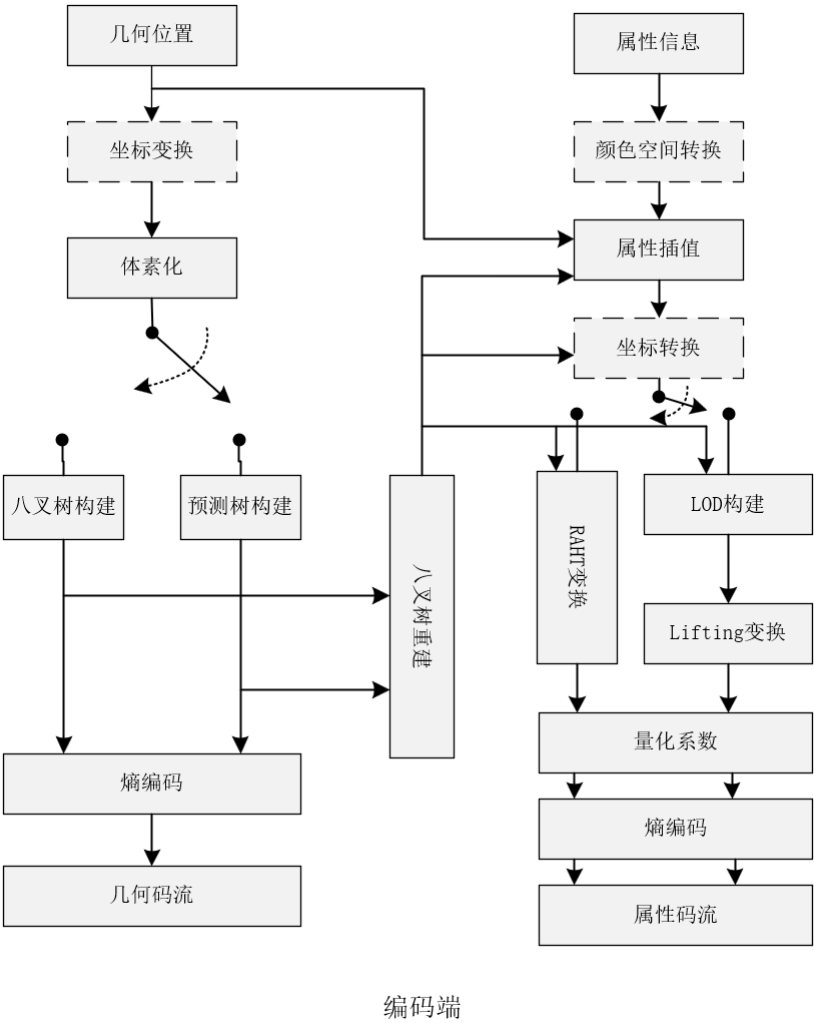 几何位置
属性信息
坐标变换
颜色空间转换
体素化
属性插值
坐标转换
八叉树构建
预测树构建
八叉树重建
RAHT变换
LOD构建
Lifting变换
量化系数
熵编码
熵编码
几何码流
属性码流
编码端